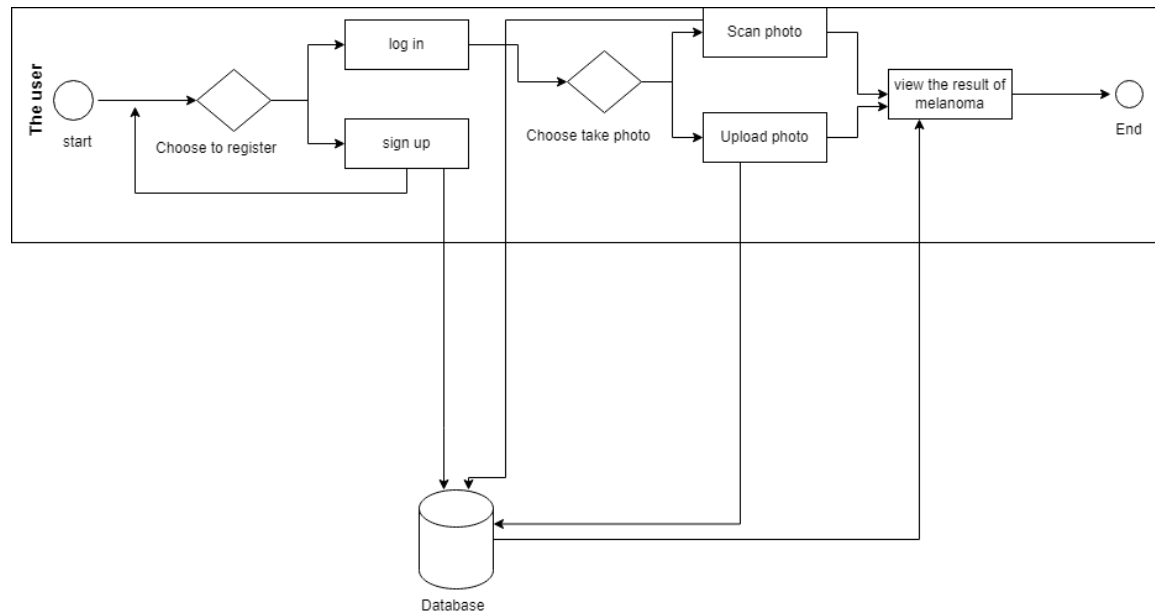 The user
start
Choose to register
log in
sign up
Choose take photo
Scan photo
Upload photo
view the result of
melanoma
End
Database